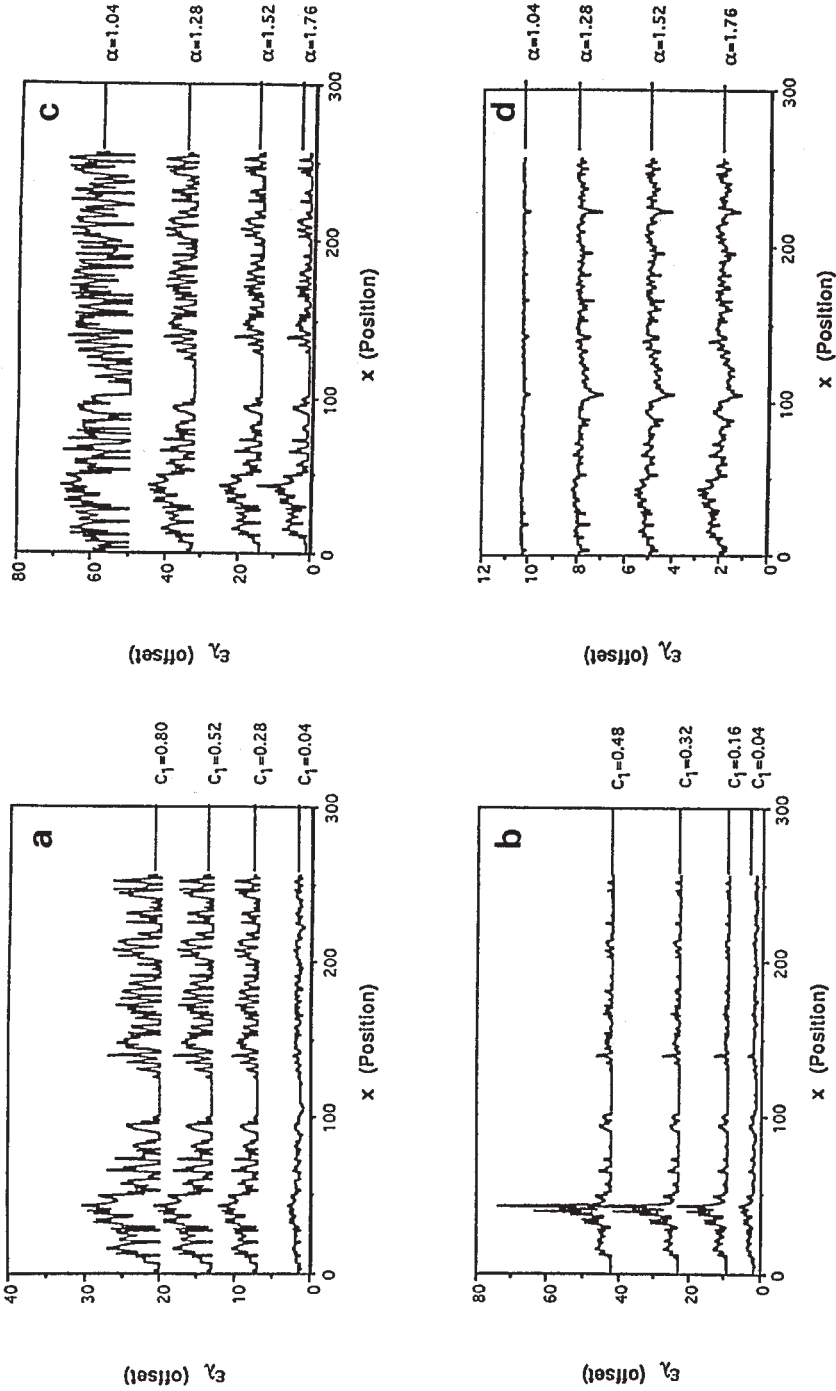 a
40
30
20
10
0
ελ (offset)
0
100
200
300
x (Position)
C1=0.80
C1=0.52
C1=0.28
C1=0.04
c
80
60
40
20
0
ελ (offset)
0
100
200
300
x (Position)
α=1.04
α=1.28
α=1.52
α=1.76
b
80
60
40
20
0
ελ (offset)
0
100
200
300
x (Position)
C1=0.48
C1=0.32
C1=0.16
C1=0.04
d
12
10
8
6
4
2
0
ελ (offset)
0
100
200
300
x (Position)
α=1.04
α=1.28
α=1.52
α=1.76